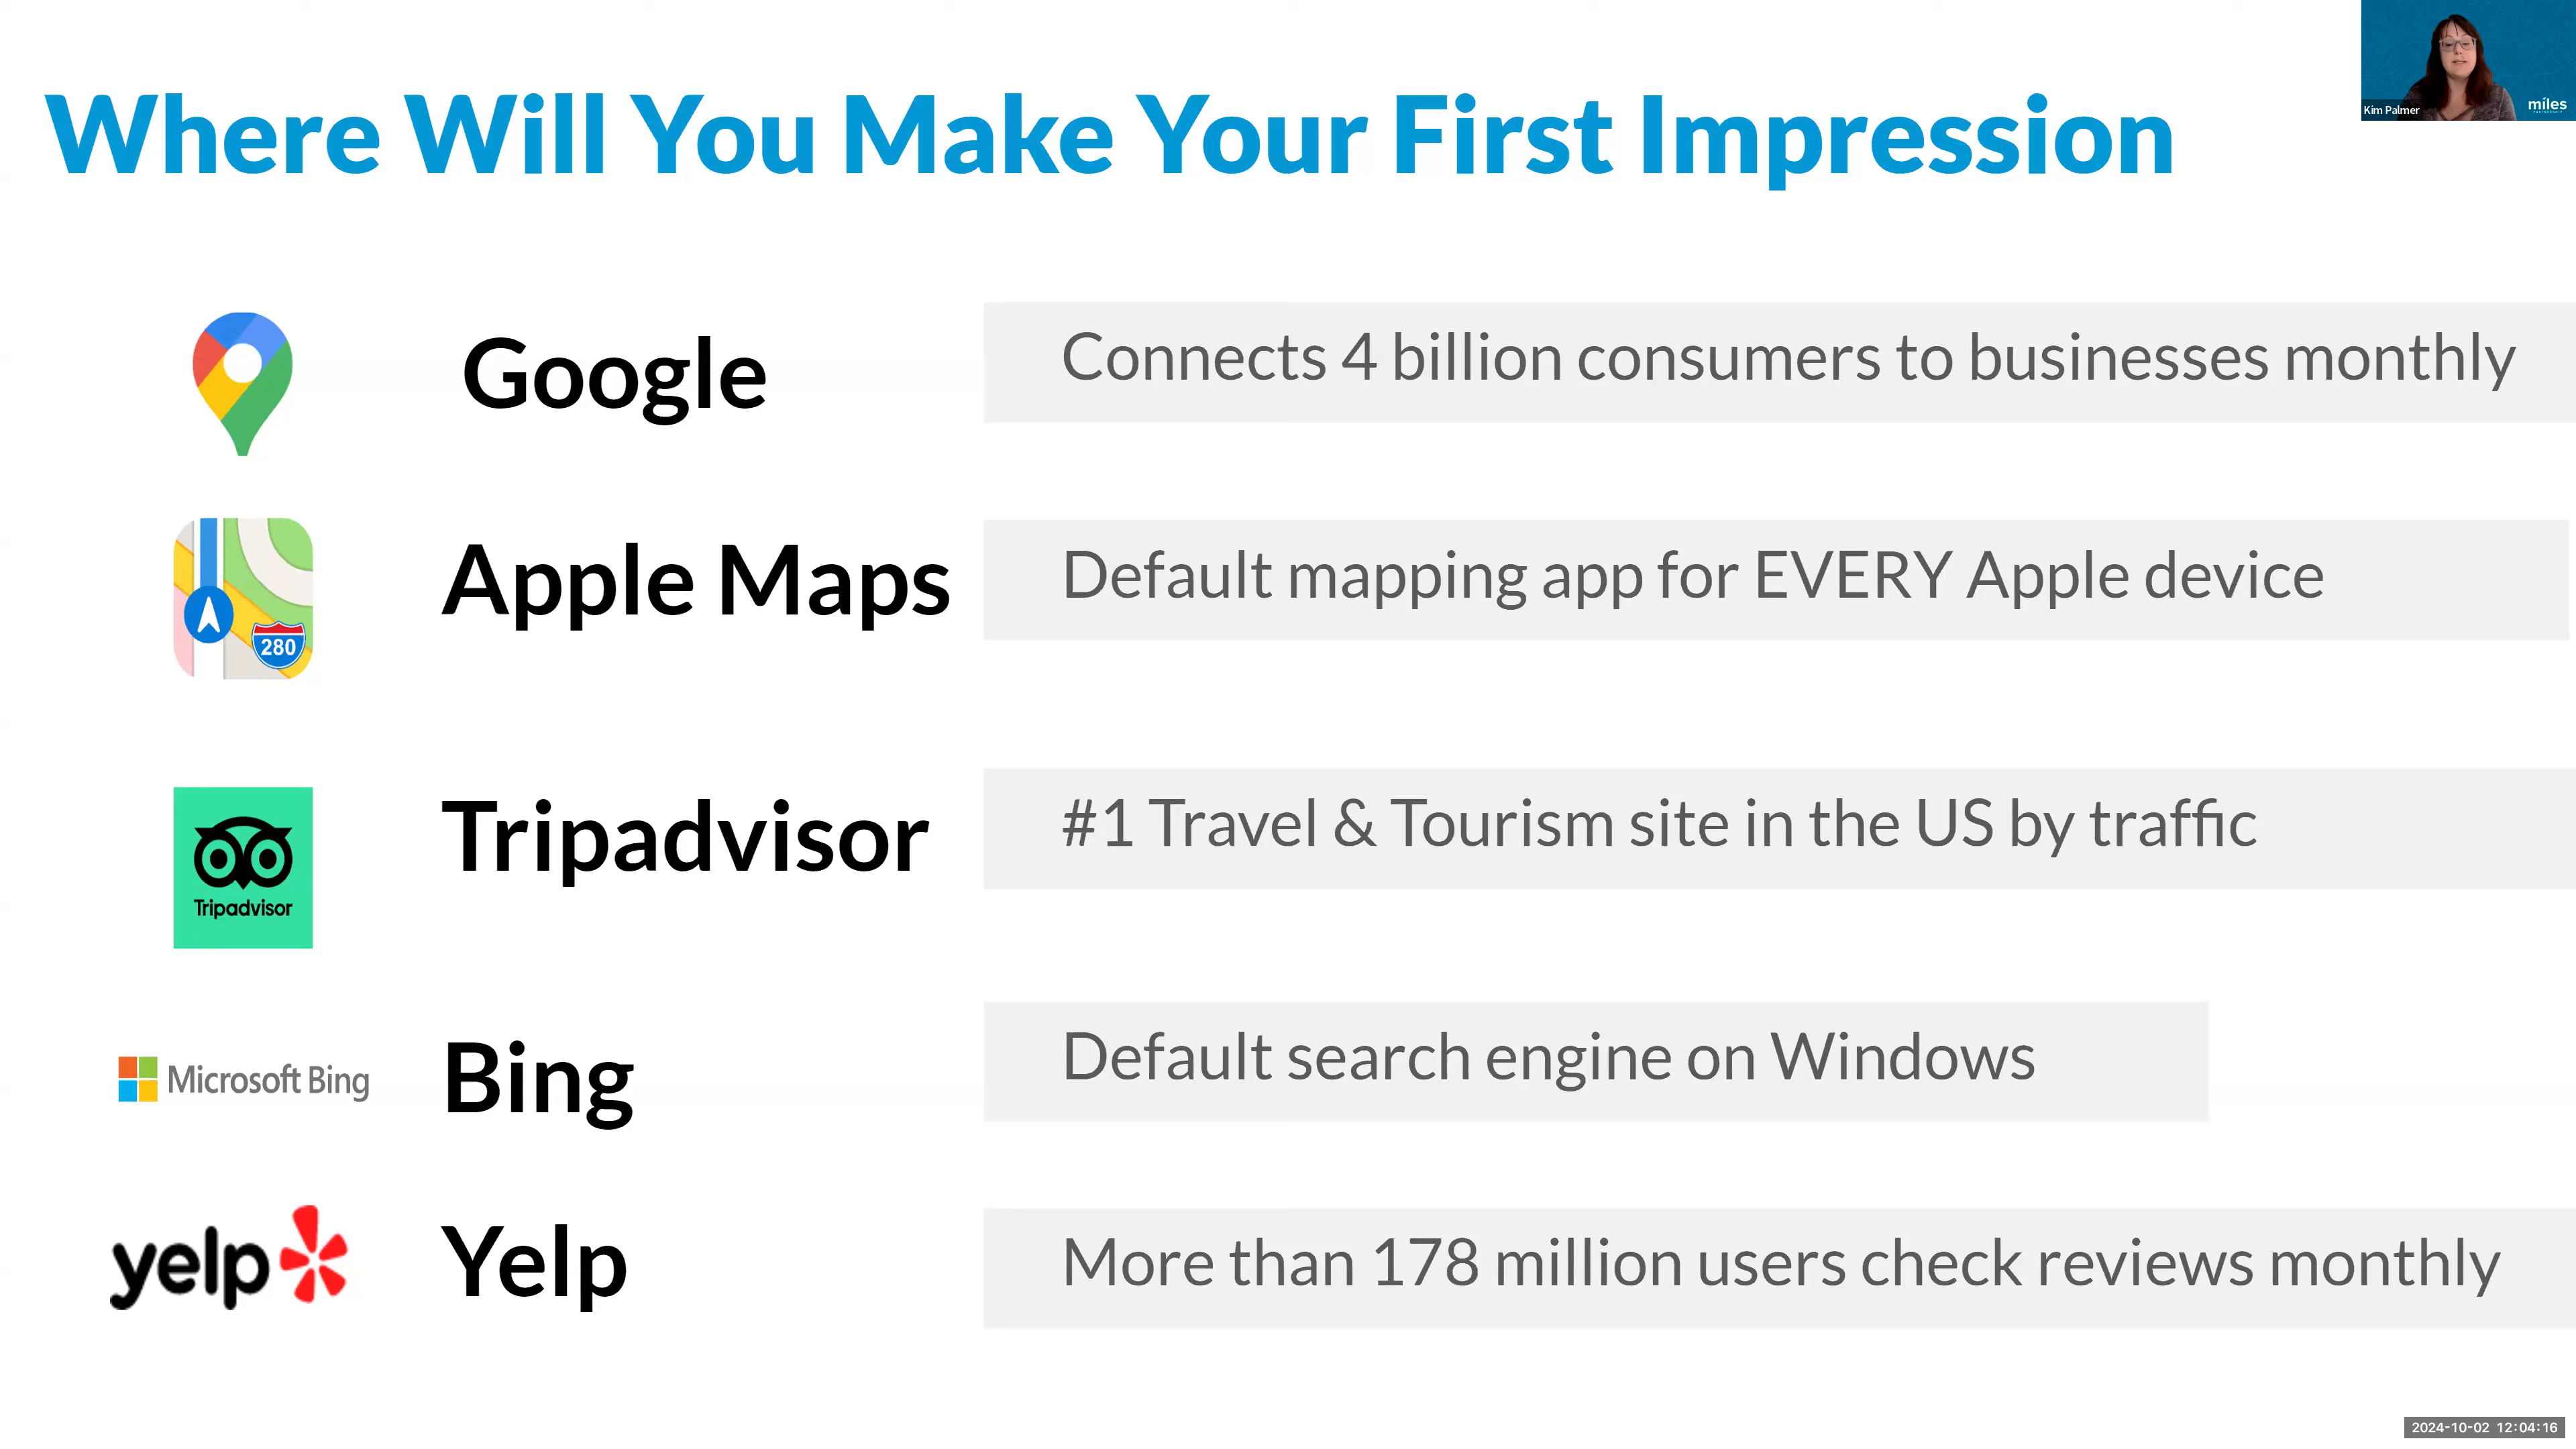 Where Will You Make Your First Impression
Kim Palmer
miles
Google
Connects 4 billion consumers to businesses monthly
280
Apple Maps
Default mapping app for EVERY Apple device
Tripadvisor
Tripadvisor
#1 Travel & Tourism site in the US by traffic
Microsoft Bing
Bing
Default search engine on Windows
yelp
Yelp
More than 178 million users check reviews monthly
2024-10-02 12:04:16